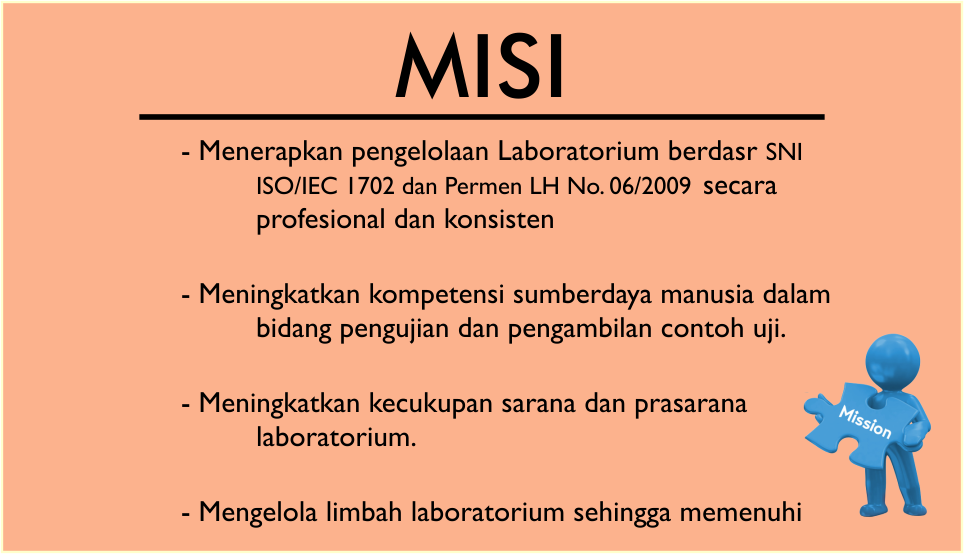 MISI
- Menerapkan pengelolaan Laboratorium berdasr SNI
ISO/IEC 1702 dan Permen LH No. 06/2009 secara
profesional dan konsisten
- Meningkatkan kompetensi sumberdaya manusia dalam
bidang pengujian dan pengambilan contoh uji.
- Meningkatkan kecukupan sarana dan prasarana
laboratorium.
Mission
- Mengelola limbah laboratorium sehingga memenuhi